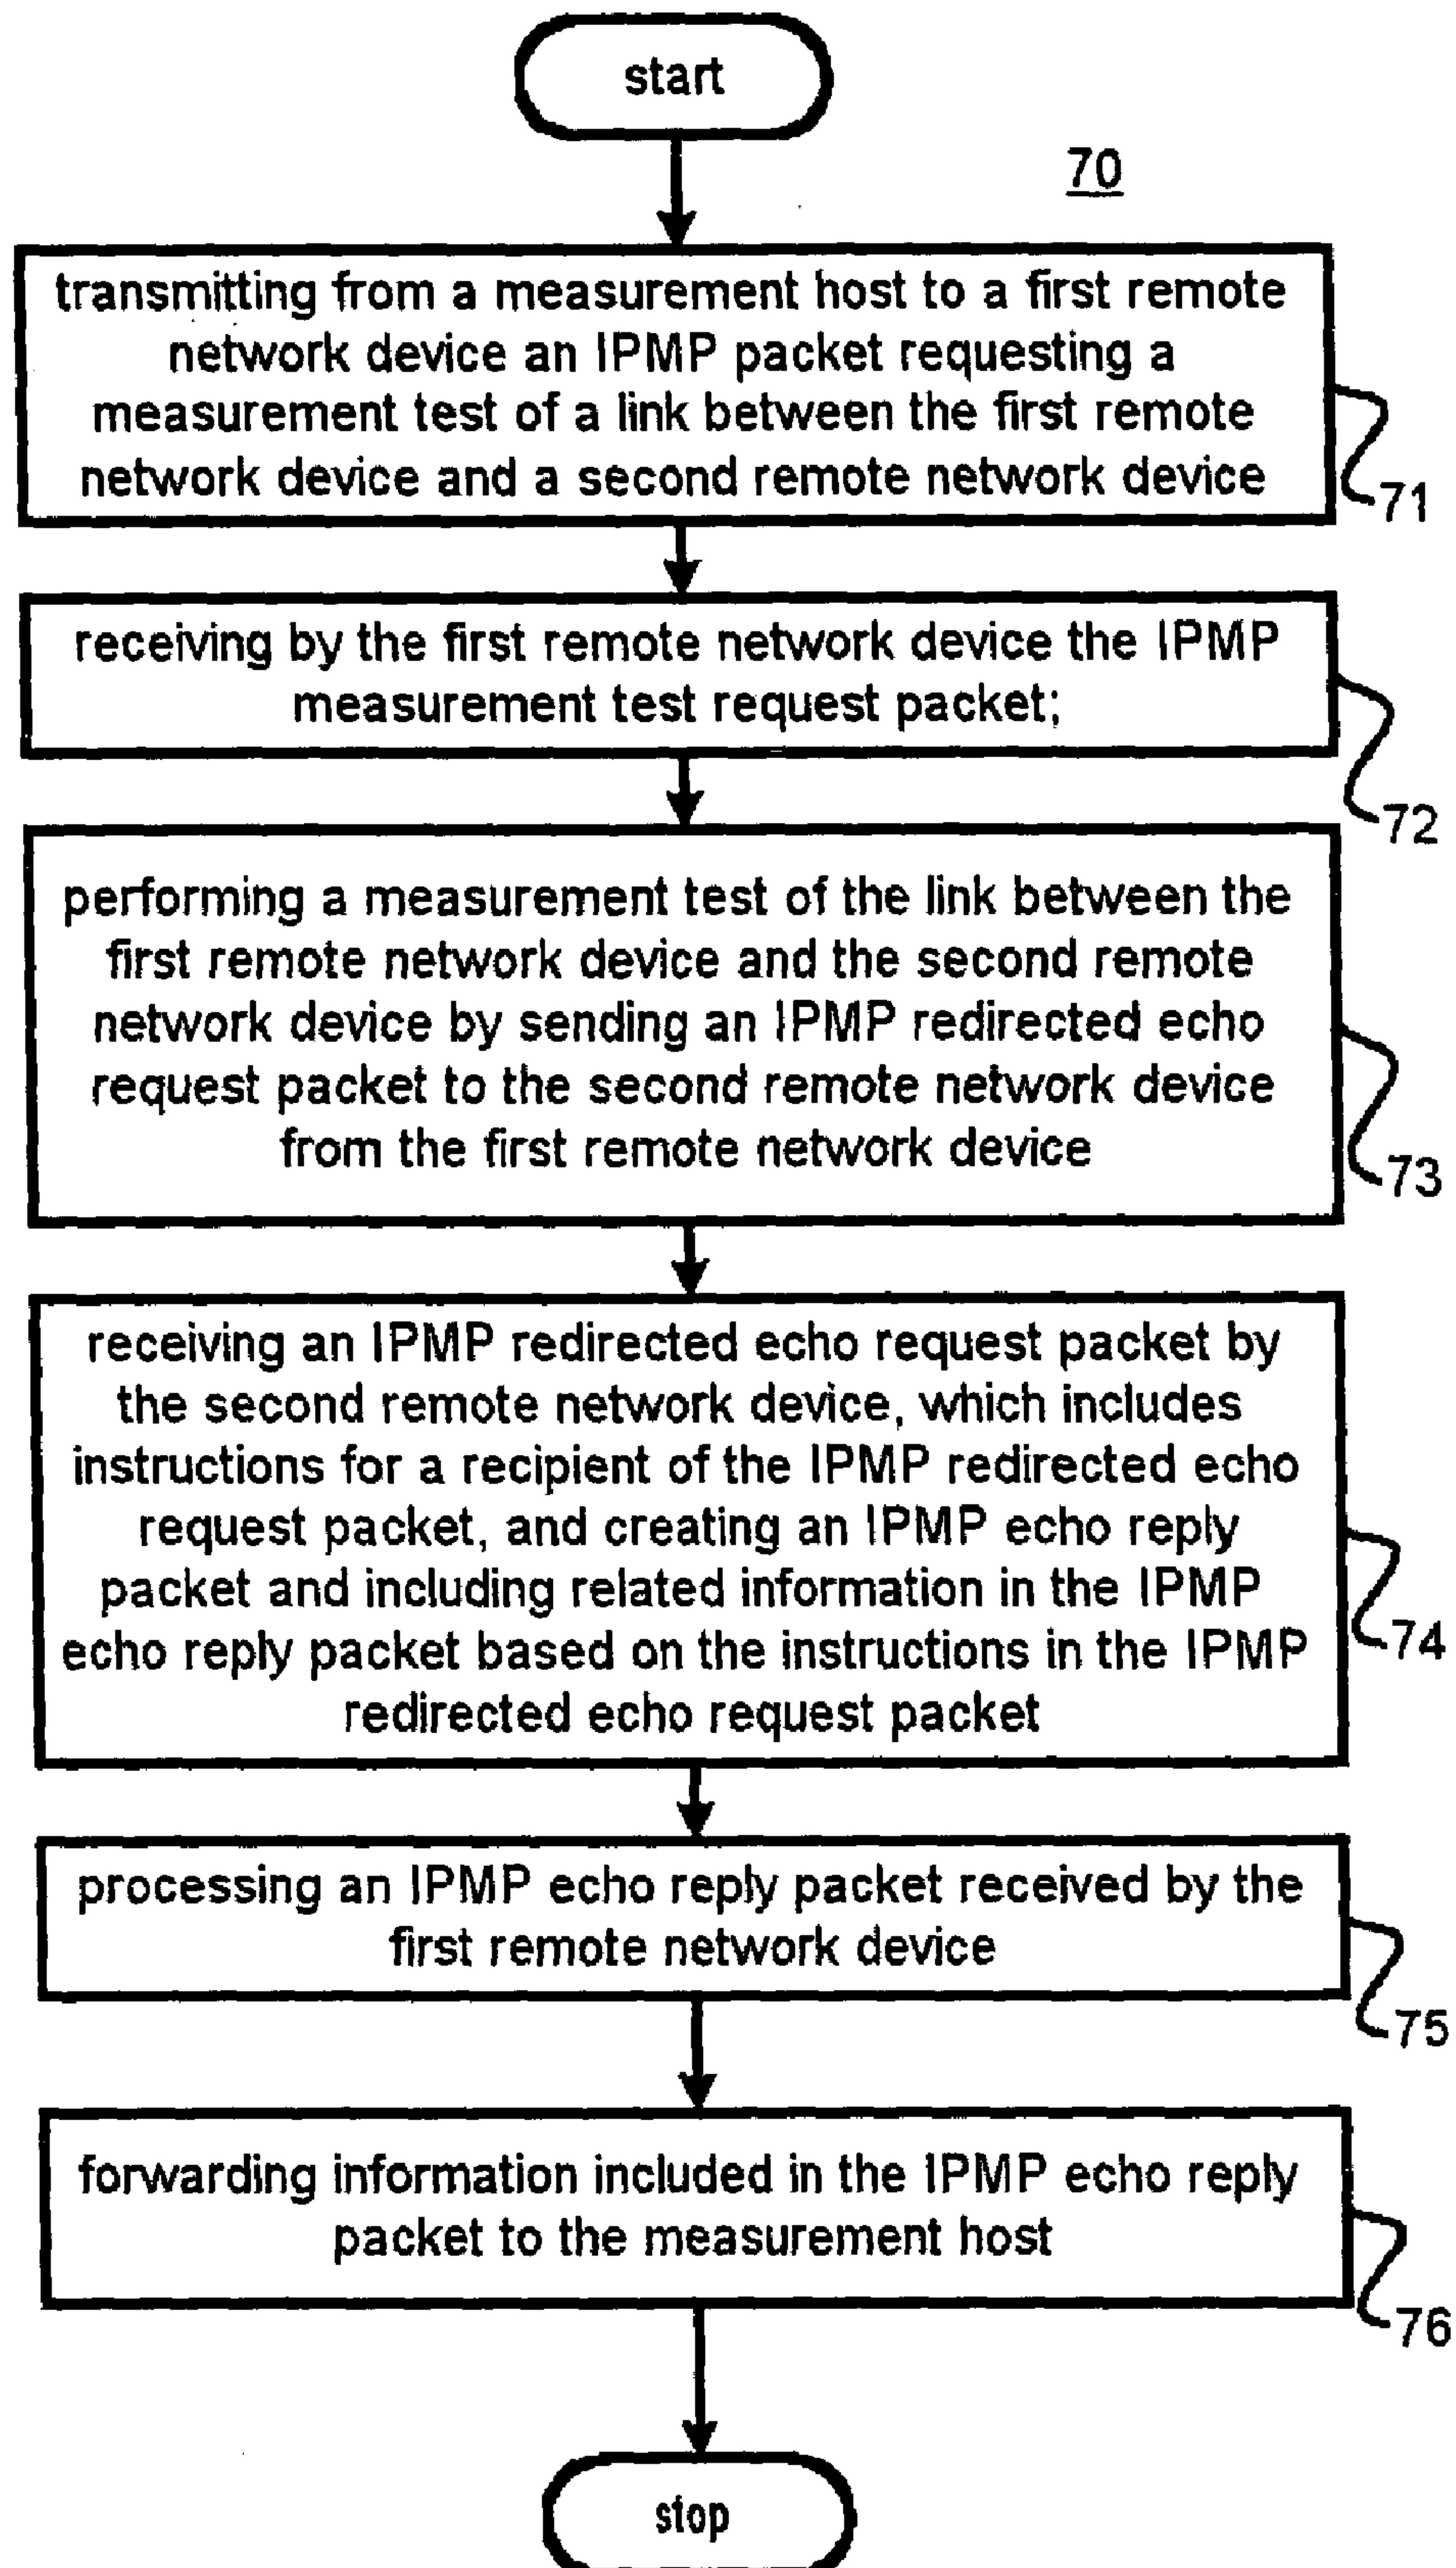 start
70
transmitting from a measurement host to a first remote
network device an IPMP packet requesting a
measurement test of a link between the first remote
network device and a second remote network device
71
receiving by the first remote network device the IPMP
measurement test request packet;
72
performing a measurement test of the link between the
first remote network device and the second remote
network device by sending an IPMP redirected echo
request packet to the second remote network device
from the first remote network device
73
receiving an IPMP redirected echo request packet by
the second remote network device, which includes
instructions for a recipient of the IPMP redirected echo
request packet, and creating an IPMP echo reply
packet and including related information in the IPMP
echo reply packet based on the instructions in the IPMP
redirected echo request packet
74
processing an IPMP echo reply packet received by the
first remote network device
75
forwarding information included in the IPMP echo reply
packet to the measurement host
76
stop